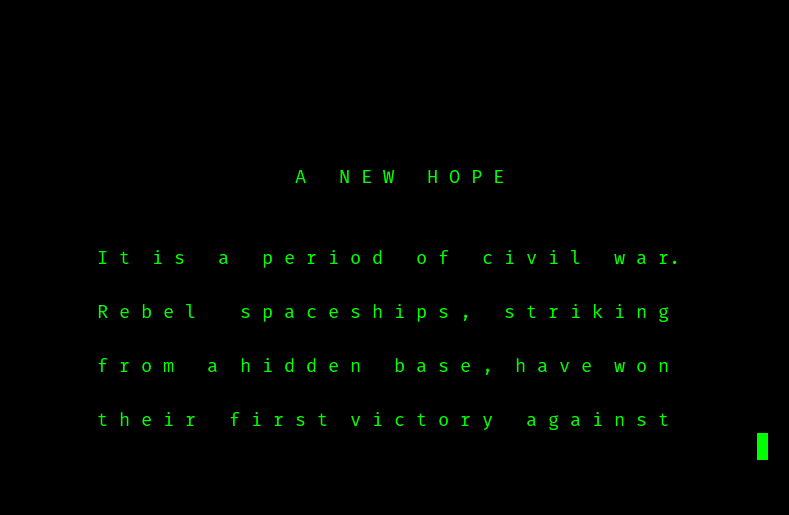 A NEW HOPE
It is a period of civil war.
Rebel spaceships, striking
from a hidden base, have won
their first victory against